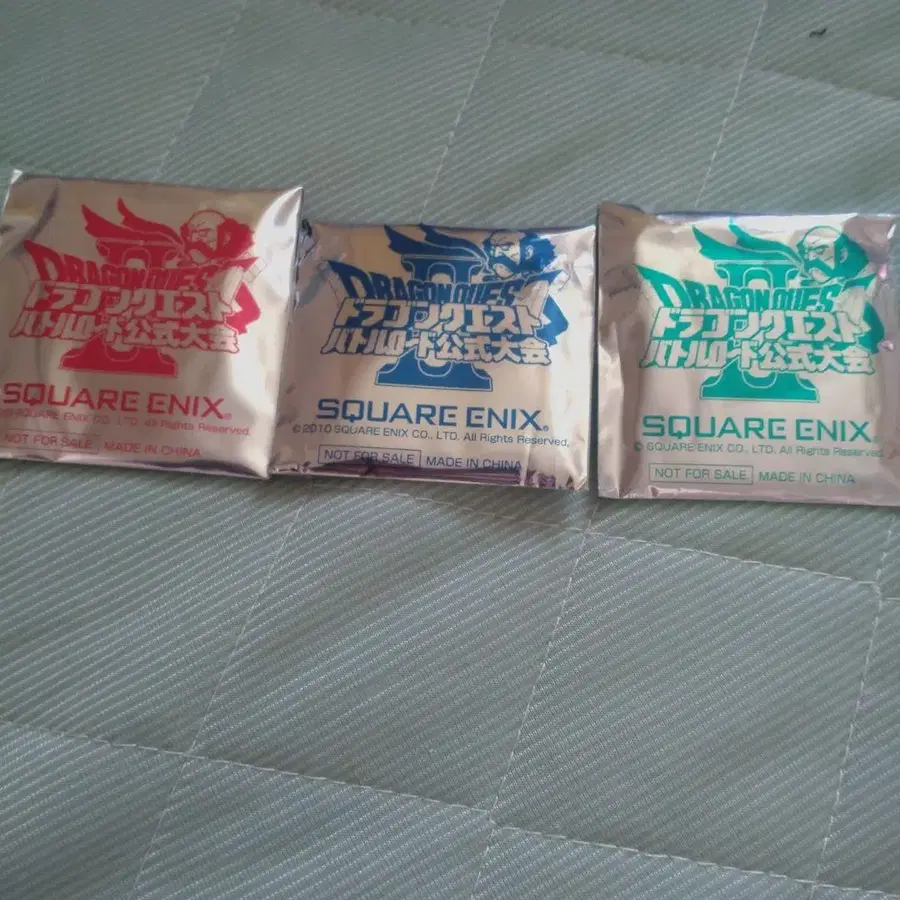 DRAGON QUEST
II
ドラゴンクエスト
バトルロード公式大会
SQUARE ENIX®
SQUARE ENIX CO., LTD. All Rights Reserved.
NOT FOR SALE MADE IN CHINA
DRAGON QUEST
II
ドラゴンクエスト
バトルロード公式大会
SQUARE ENIX®
© 2010 SQUARE ENIX CO., LTD. All Rights Reserved.
NOT FOR SALE MADE IN CHINA
DRAGON QUEST
II
ドラゴンクエスト
バトルロード公式大会
SQUARE ENIX®
© SQUARE ENIX CO., LTD. All Rights Reserved.
NOT FOR SALE MADE IN CHINA